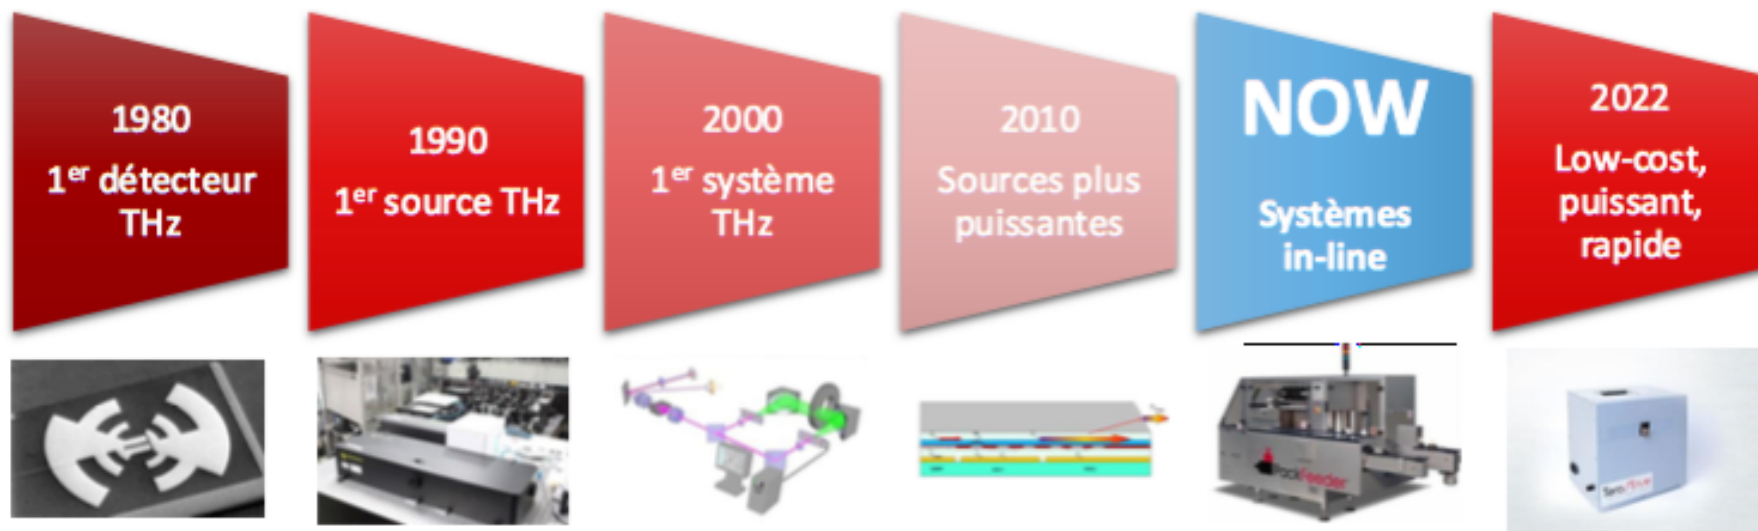 1980
1er détecteur
THz
1990
1er source THz
2000
1er système
THz
2010
Sources plus
puissantes
NOW
Systèmes
in-line
2022
Low-cost,
puissant,
rapide
PackFeeder